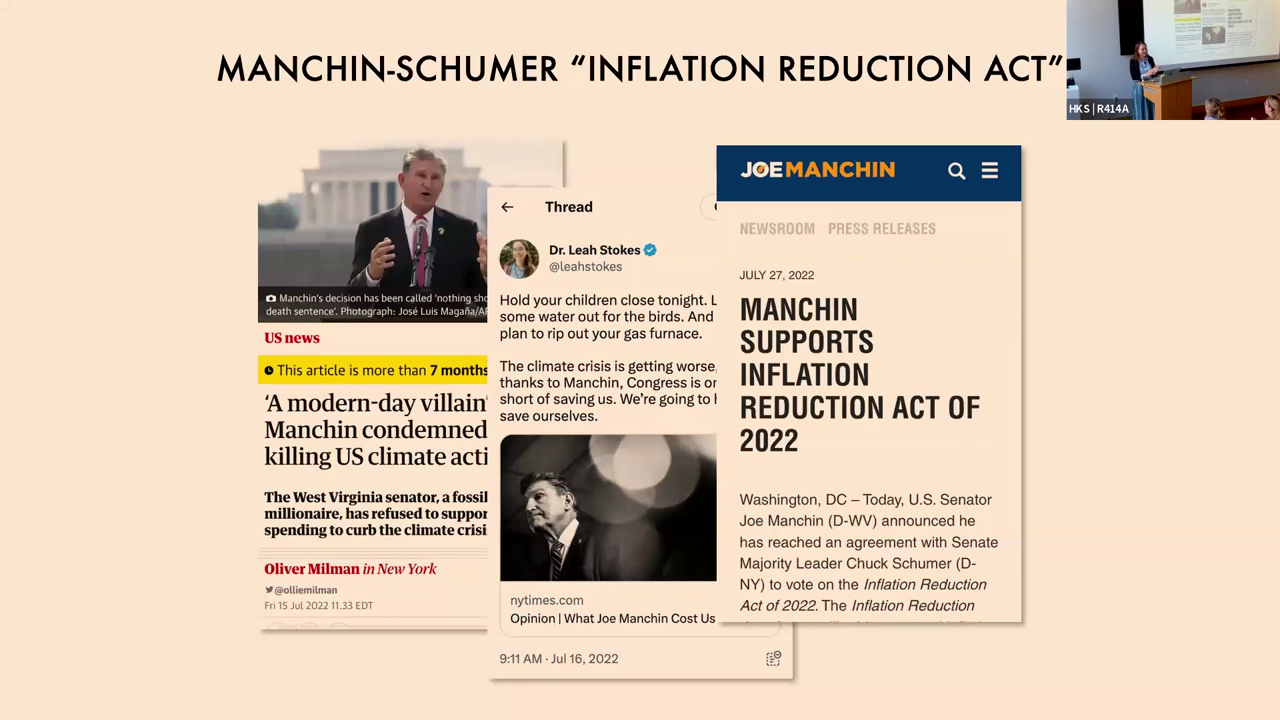 MANCHIN-SCHUMER “INFLATION REDUCTION ACT”
HKS | R414A
Manchin's decision has been called 'nothing
death sentence'. Photograph: José Luis Magaña/
US news
This article is more than 7 months
‘A modern-day villain’
Manchin condemned
killing US climate
The West Virginia senator, a
millionaire, has refused to
spending to curb the climate
Oliver Milman in New York
@olliemilman
Fri 15 Jul 2022 11.33 EDT
Thread
Dr. Leah Stokes
@leahstokes
Hold your children close tonight.
some water out for the birds. And
plan to rip out your gas furnace.
The climate crisis is getting worse,
thanks to Manchin, Congress is
short of saving us. We’re going to
save ourselves.
nytimes.com
Opinion | What Joe Manchin Cost Us
9:11 AM · Jul 16, 2022
JOE MANCHIN
NEWSROOM PRESS RELEASES
JULY 27, 2022
MANCHIN
SUPPORTS
INFLATION
REDUCTION ACT OF
2022
Washington, DC – Today, U.S. Senator
Joe Manchin (D-WV) announced he
has reached an agreement with Senate
Majority Leader Chuck Schumer (D-
NY) to vote on the Inflation Reduction
Act of 2022. The Inflation Reduction